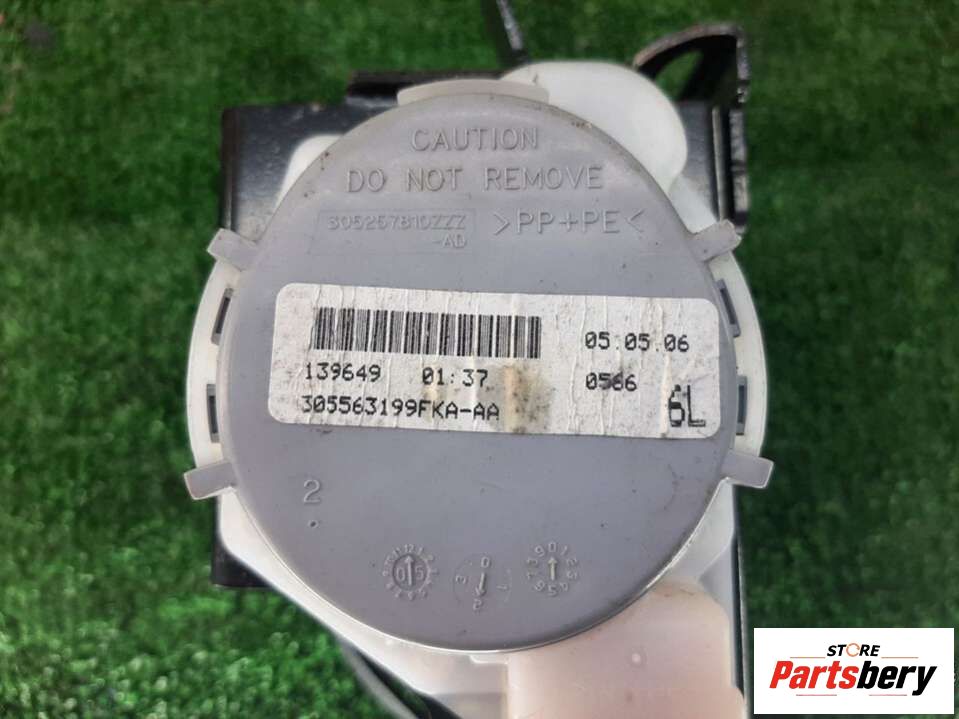 CAUTION
DO NOT REMOVE
305257810ZZZ
-AD
>PP+PE<
05.05.06
139649 01:37 0566
305563199FKA-AA
6L
2
05
STORE
Partsbery